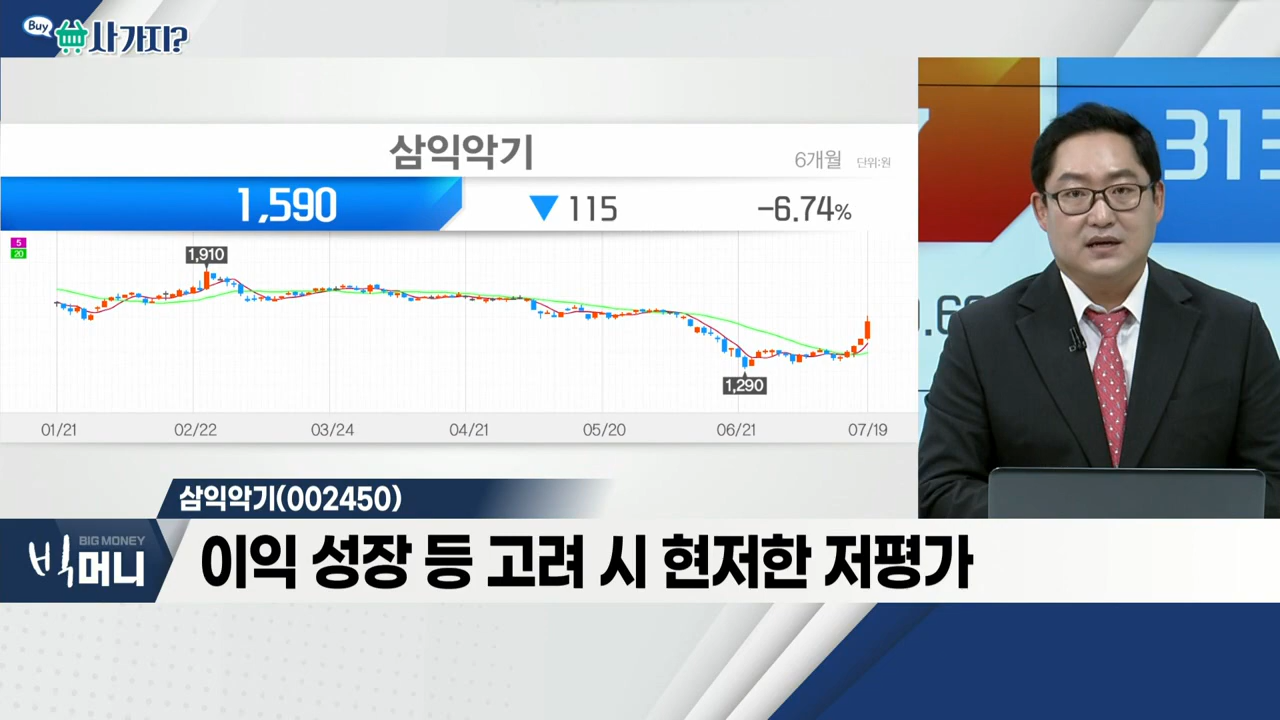 Buy
사가지?
삼익악기
6개월 단위:원
1,590 ▼ 115 -6.74%
5
20
1,910
1,290
01/21 02/22 03/24 04/21 05/20 06/21 07/19
313
삼익악기(002450)
BIG MONEY
빅머니
이익 성장 등 고려 시 현저한 저평가